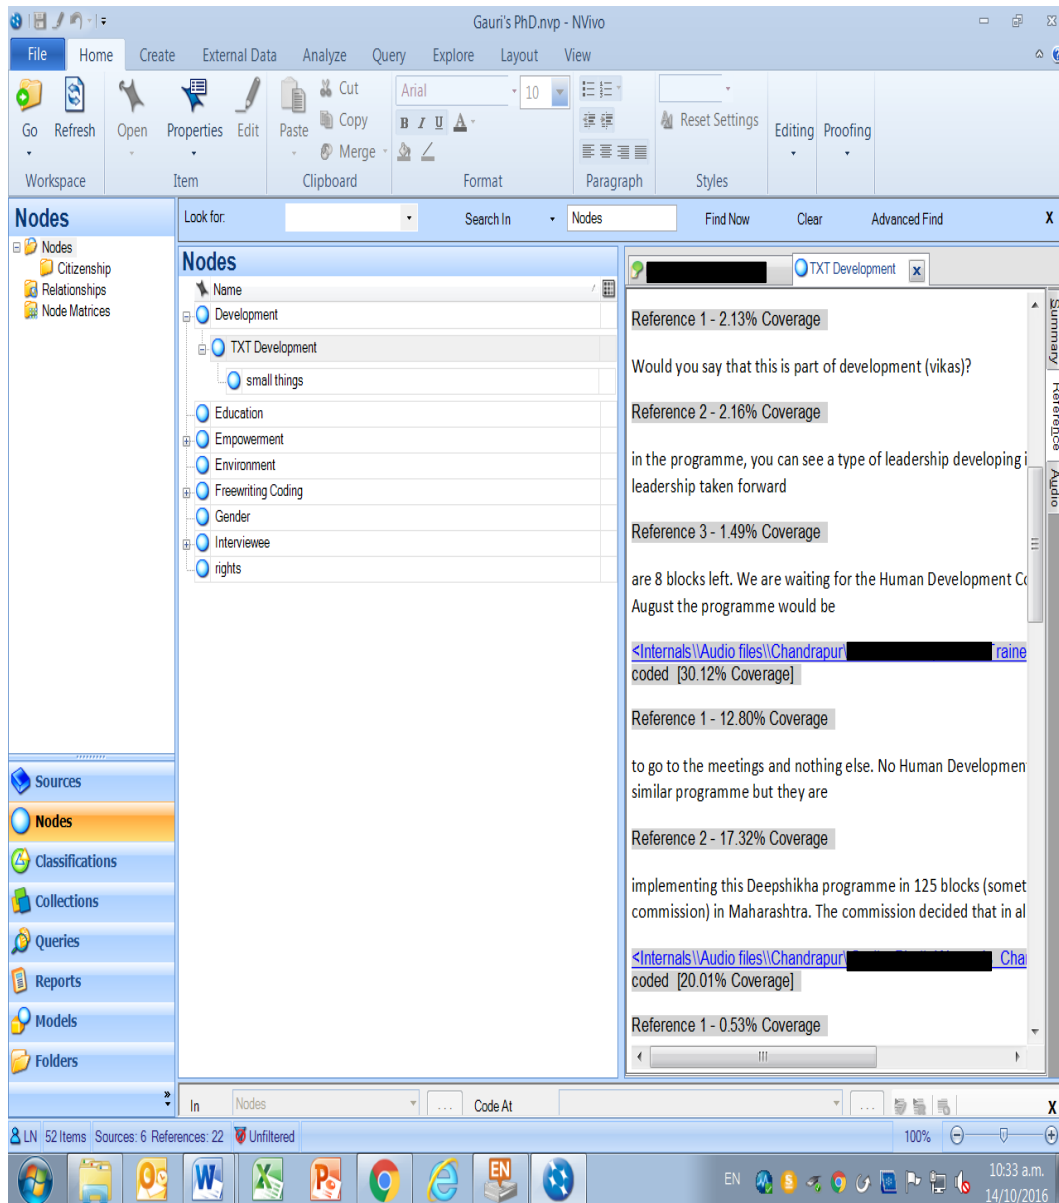 Gauri's PhD.nvp - NVivo
File Home Create External Data Analyze Query Explore Layout View
Go Refresh Open Properties Edit Paste Cut Copy Merge Arial 10 B I U A Reset Settings Editing Proofing
Workspace Item Clipboard Format Paragraph Styles
Nodes
Nodes
Citizenship
Relationships
Node Matrices
Sources
Nodes
Classifications
Collections
Queries
Reports
Models
Folders
Look for: Search In Nodes Find Now Clear Advanced Find X
Nodes
Name
Development
TXT Development
small things
Education
Empowerment
Environment
Freewriting Coding
Gender
Interviewee
rights
TXT Development x
Reference 1 - 2.13% Coverage
Would you say that this is part of development (vikas)?
Reference 2 - 2.16% Coverage
in the programme, you can see a type of leadership developing i
leadership taken forward
Reference 3 - 1.49% Coverage
are 8 blocks left. We are waiting for the Human Development Co
August the programme would be
<Internals\\Audio files\\Chandrapur\ Traine
coded [30.12% Coverage]
Reference 1 - 12.80% Coverage
to go to the meetings and nothing else. No Human Developmen
similar programme but they are
Reference 2 - 17.32% Coverage
implementing this Deepshikha programme in 125 blocks (somet
commission) in Maharashtra. The commission decided that in al
<Internals\\Audio files\\Chandrapur\ Cha
coded [20.01% Coverage]
Reference 1 - 0.53% Coverage
Summary
Reference
Audio
In Nodes ... Code At ... X
LN 52 Items Sources: 6 References: 22 Unfiltered 100%
EN EN 10:33 a.m.
14/10/2016